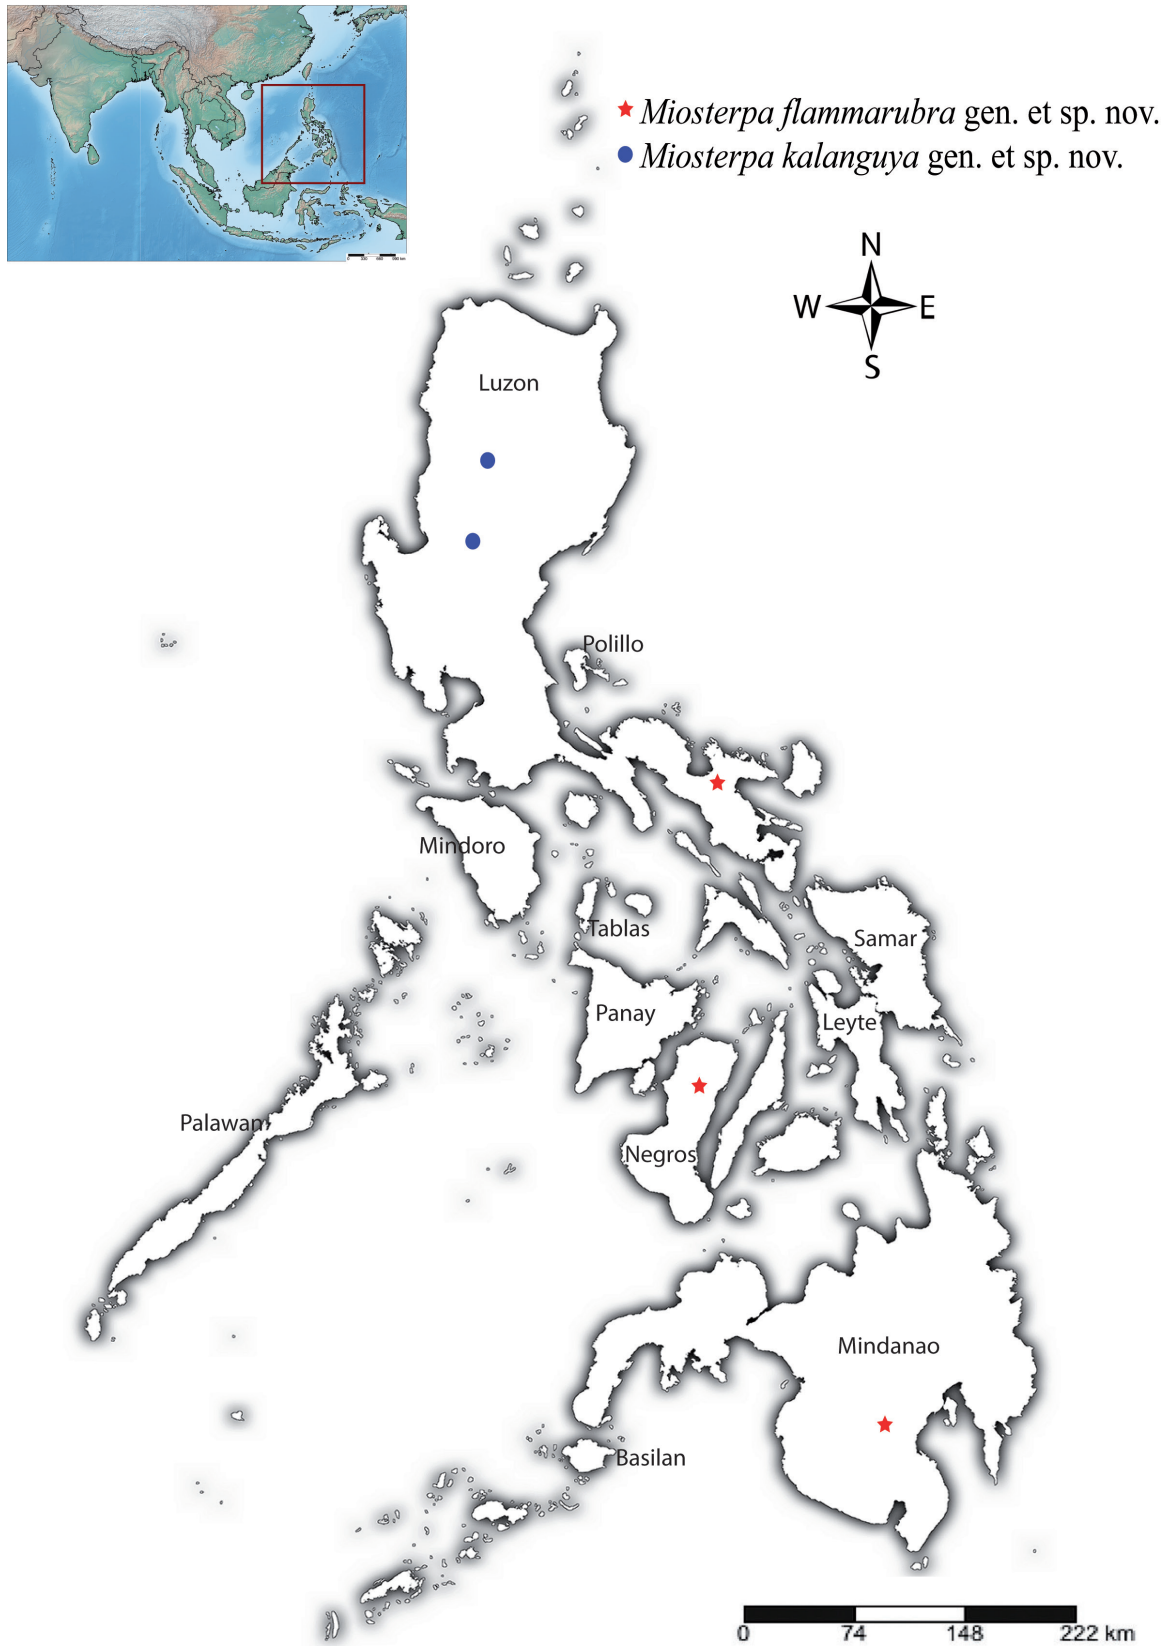 ★ Miosterpa flammarubra gen. et sp. nov.
● Miosterpa kalanguya gen. et sp. nov.
N
W E
S
Luzon
Polillo
Mindoro
Tablas
Samar
Panay
Leyte
Palawan
Negros
Mindanao
Basilan
0 74 148 222 km